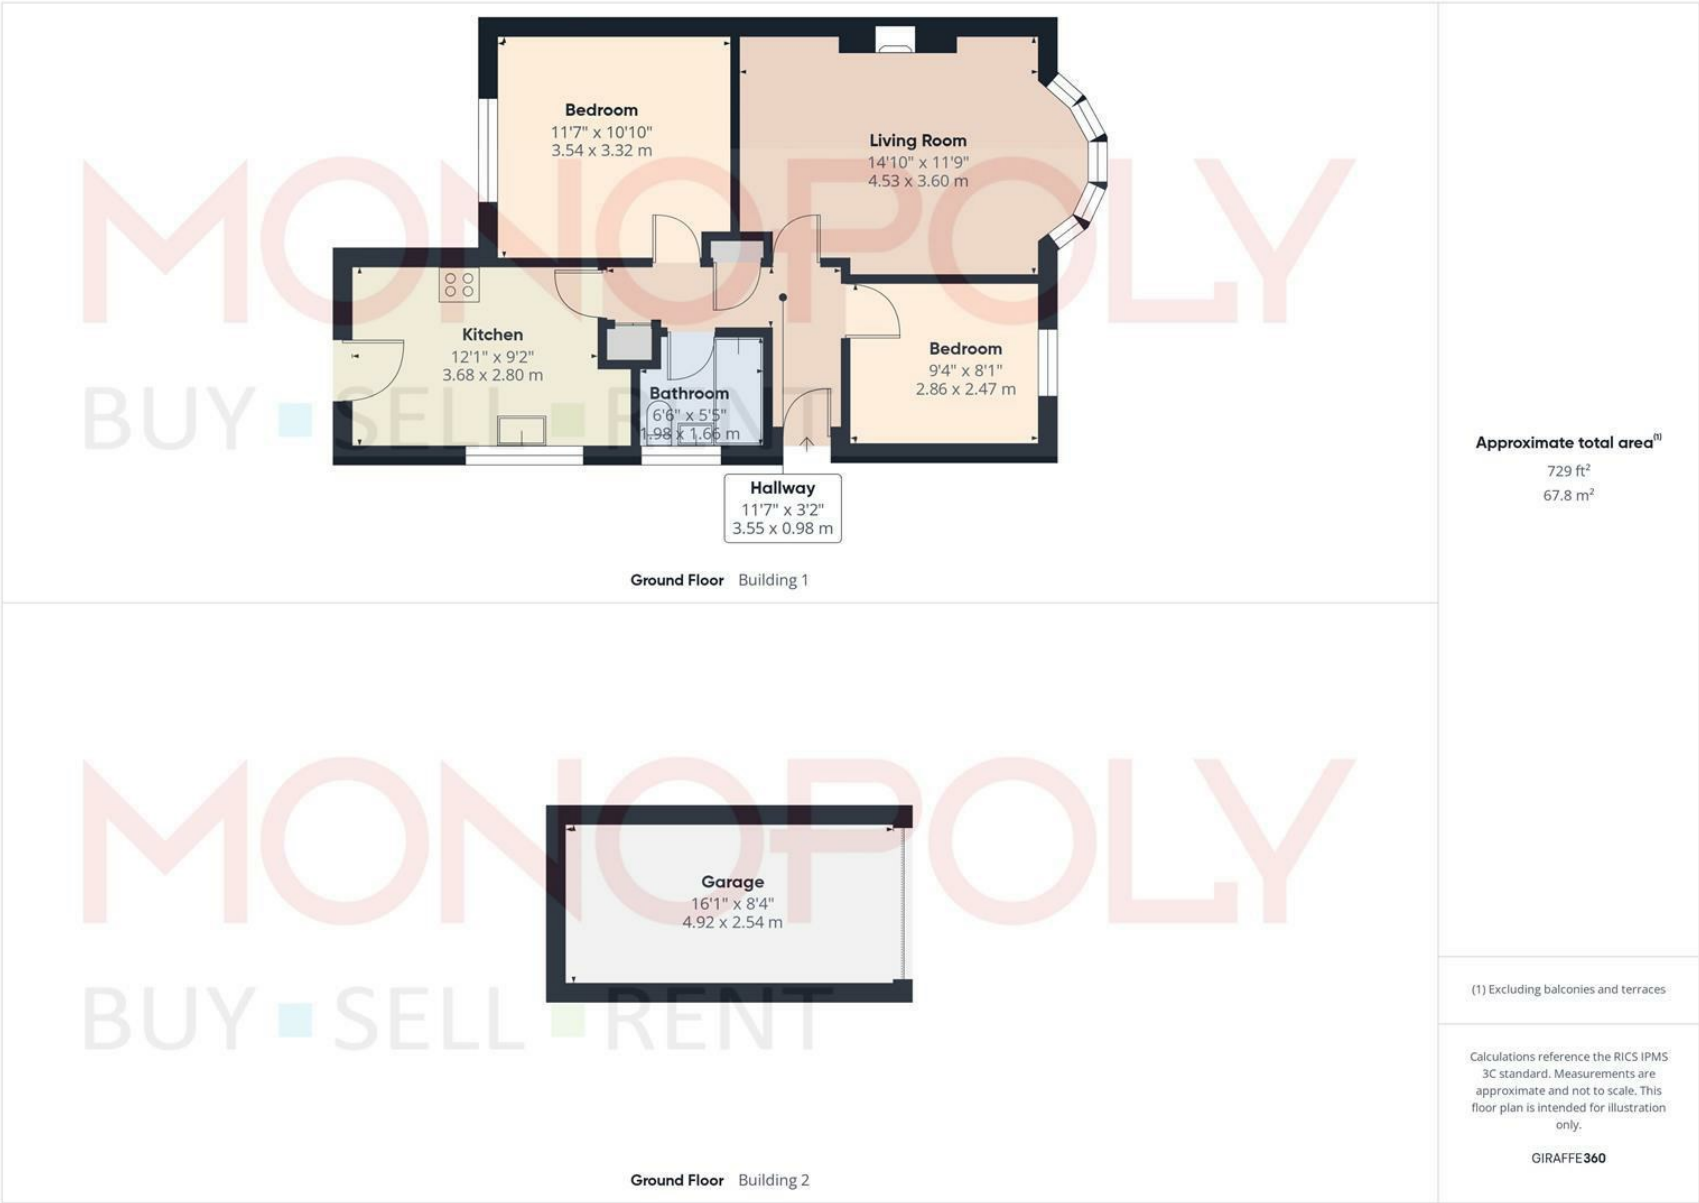 Bedroom
11'7" x 10'10"
3.54 x 3.32 m
Living Room
14'10" x 11'9"
4.53 x 3.60 m
Kitchen
12'1" x 9'2"
3.68 x 2.80 m
Bathroom
6'6" x 5'5"
1.98 x 1.66 m
Bedroom
9'4" x 8'1"
2.86 x 2.47 m
Hallway
11'7" x 3'2"
3.55 x 0.98 m
MONOPOLY
BUY SELL RENT
Ground Floor Building 1
Garage
16'1" x 8'4"
4.92 x 2.54 m
MONOPOLY
BUY SELL RENT
Ground Floor Building 2
Approximate total area(1)
729 ft²
67.8 m²
(1) Excluding balconies and terraces
Calculations reference the RICS IPMS
3C standard. Measurements are
approximate and not to scale. This
floor plan is intended for illustration
only.
GIRAFFE360